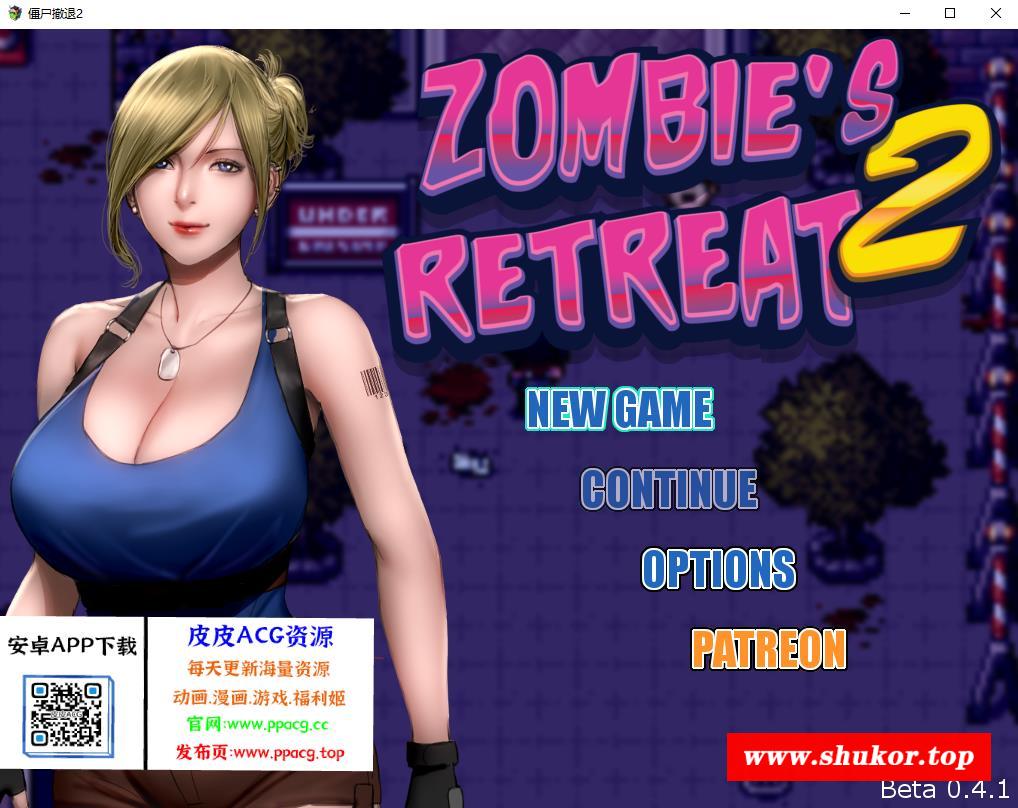 僵尸撤退2
ZOMBIE'S
RETREAT 2
UNDER
123
NEW GAME
CONTINUE
OPTIONS
PATREON
安卓APP下载
皮皮ACG资源
每天更新海量资源
动画.漫画.游戏.福利姬
官网:www.ppacg.cc
发布页:www.ppacg.top
www.shukor.top
Beta 0.4.1